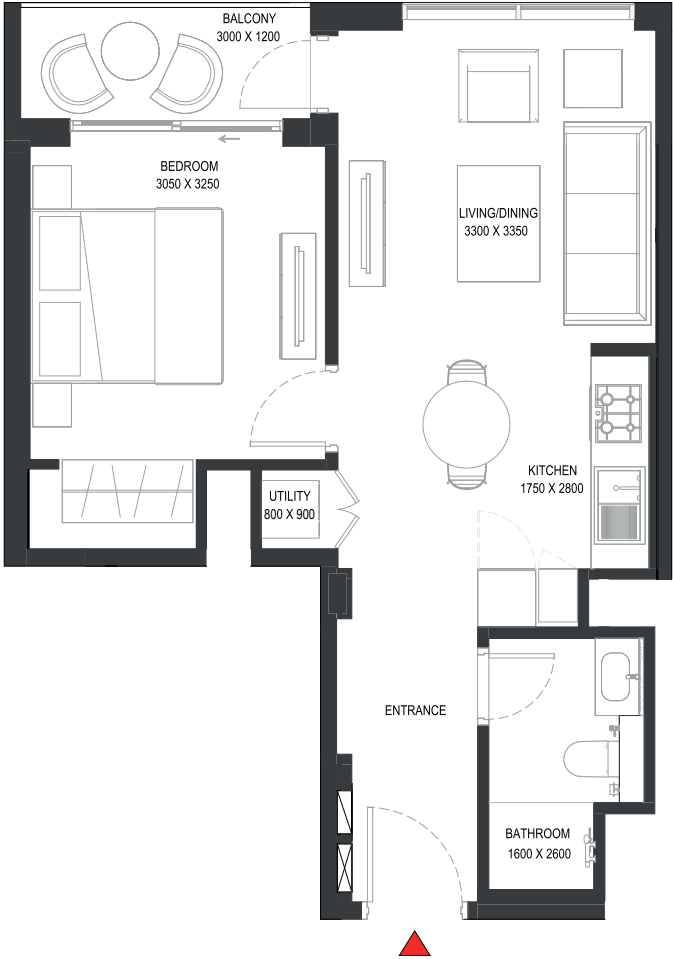 BALCONY
3000 X 1200
BEDROOM
3050 X 3250
LIVING/DINING
3300 X 3350
KITCHEN
1750 X 2800
UTILITY
800 X 900
ENTRANCE
BATHROOM
1600 X 2600